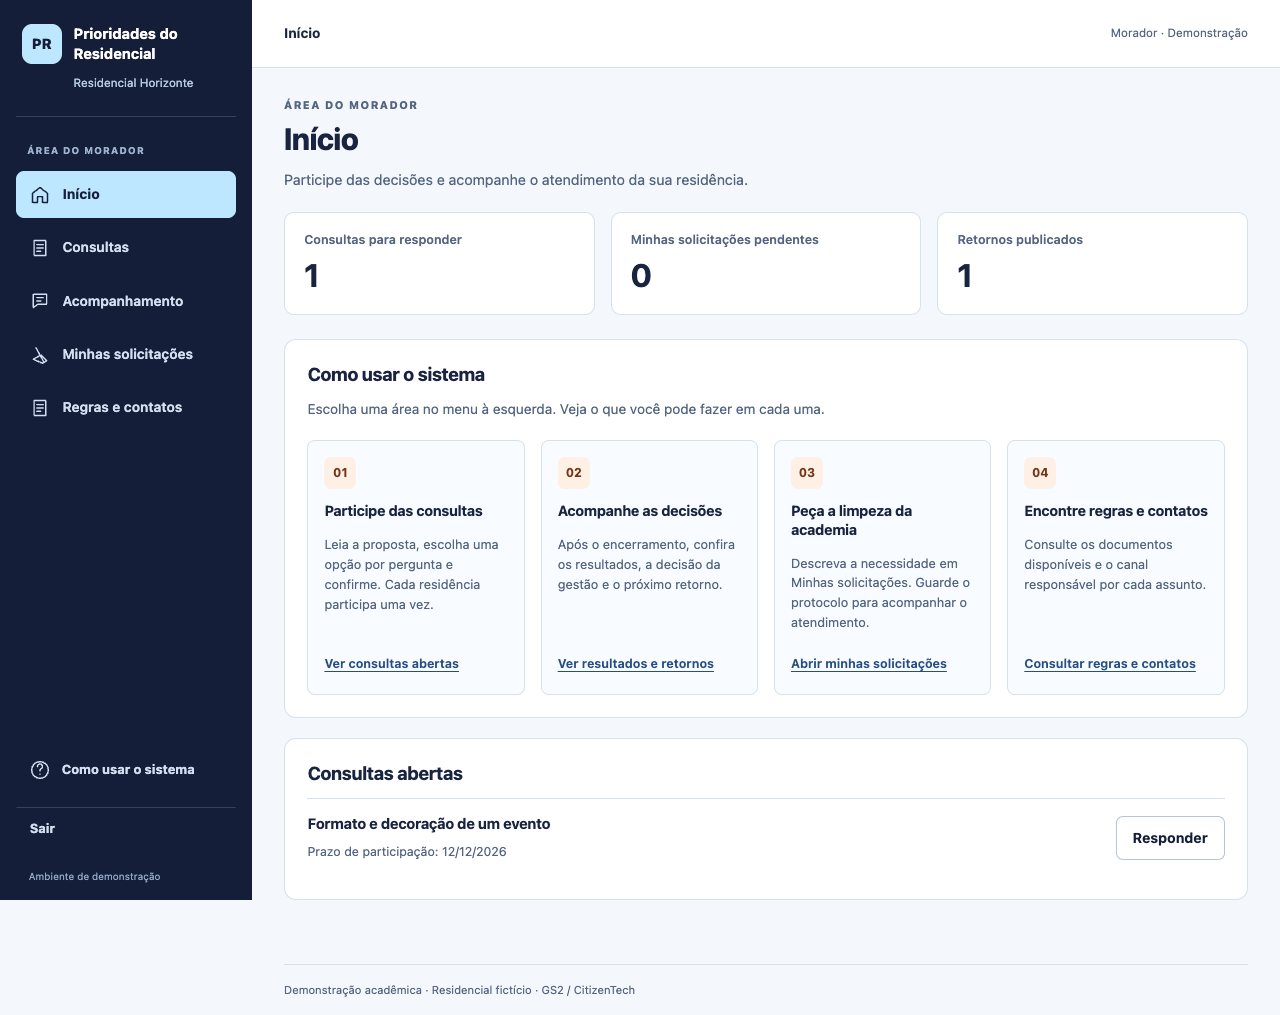 PR
Prioridades do
Residencial
Residencial Horizonte
ÁREA DO MORADOR
Início
Consultas
Acompanhamento
Minhas solicitações
Regras e contatos
Como usar o sistema
Sair
Ambiente de demonstração
Início
Morador · Demonstração
ÁREA DO MORADOR
Início
Participe das decisões e acompanhe o atendimento da sua residência.
Consultas para responder
1
Minhas solicitações pendentes
0
Retornos publicados
1
Como usar o sistema
Escolha uma área no menu à esquerda. Veja o que você pode fazer em cada uma.
01
Participe das consultas
Leia a proposta, escolha uma
opção por pergunta e
confirme. Cada residência
participa uma vez.
Ver consultas abertas
02
Acompanhe as decisões
Após o encerramento, confira
os resultados, a decisão da
gestão e o próximo retorno.
Ver resultados e retornos
03
Peça a limpeza da
academia
Descreva a necessidade em
Minhas solicitações. Guarde o
protocolo para acompanhar o
atendimento.
Abrir minhas solicitações
04
Encontre regras e contatos
Consulte os documentos
disponíveis e o canal
responsável por cada assunto.
Consultar regras e contatos
Consultas abertas
Formato e decoração de um evento
Prazo de participação: 12/12/2026
Responder
Demonstração acadêmica · Residencial fictício · GS2 / CitizenTech